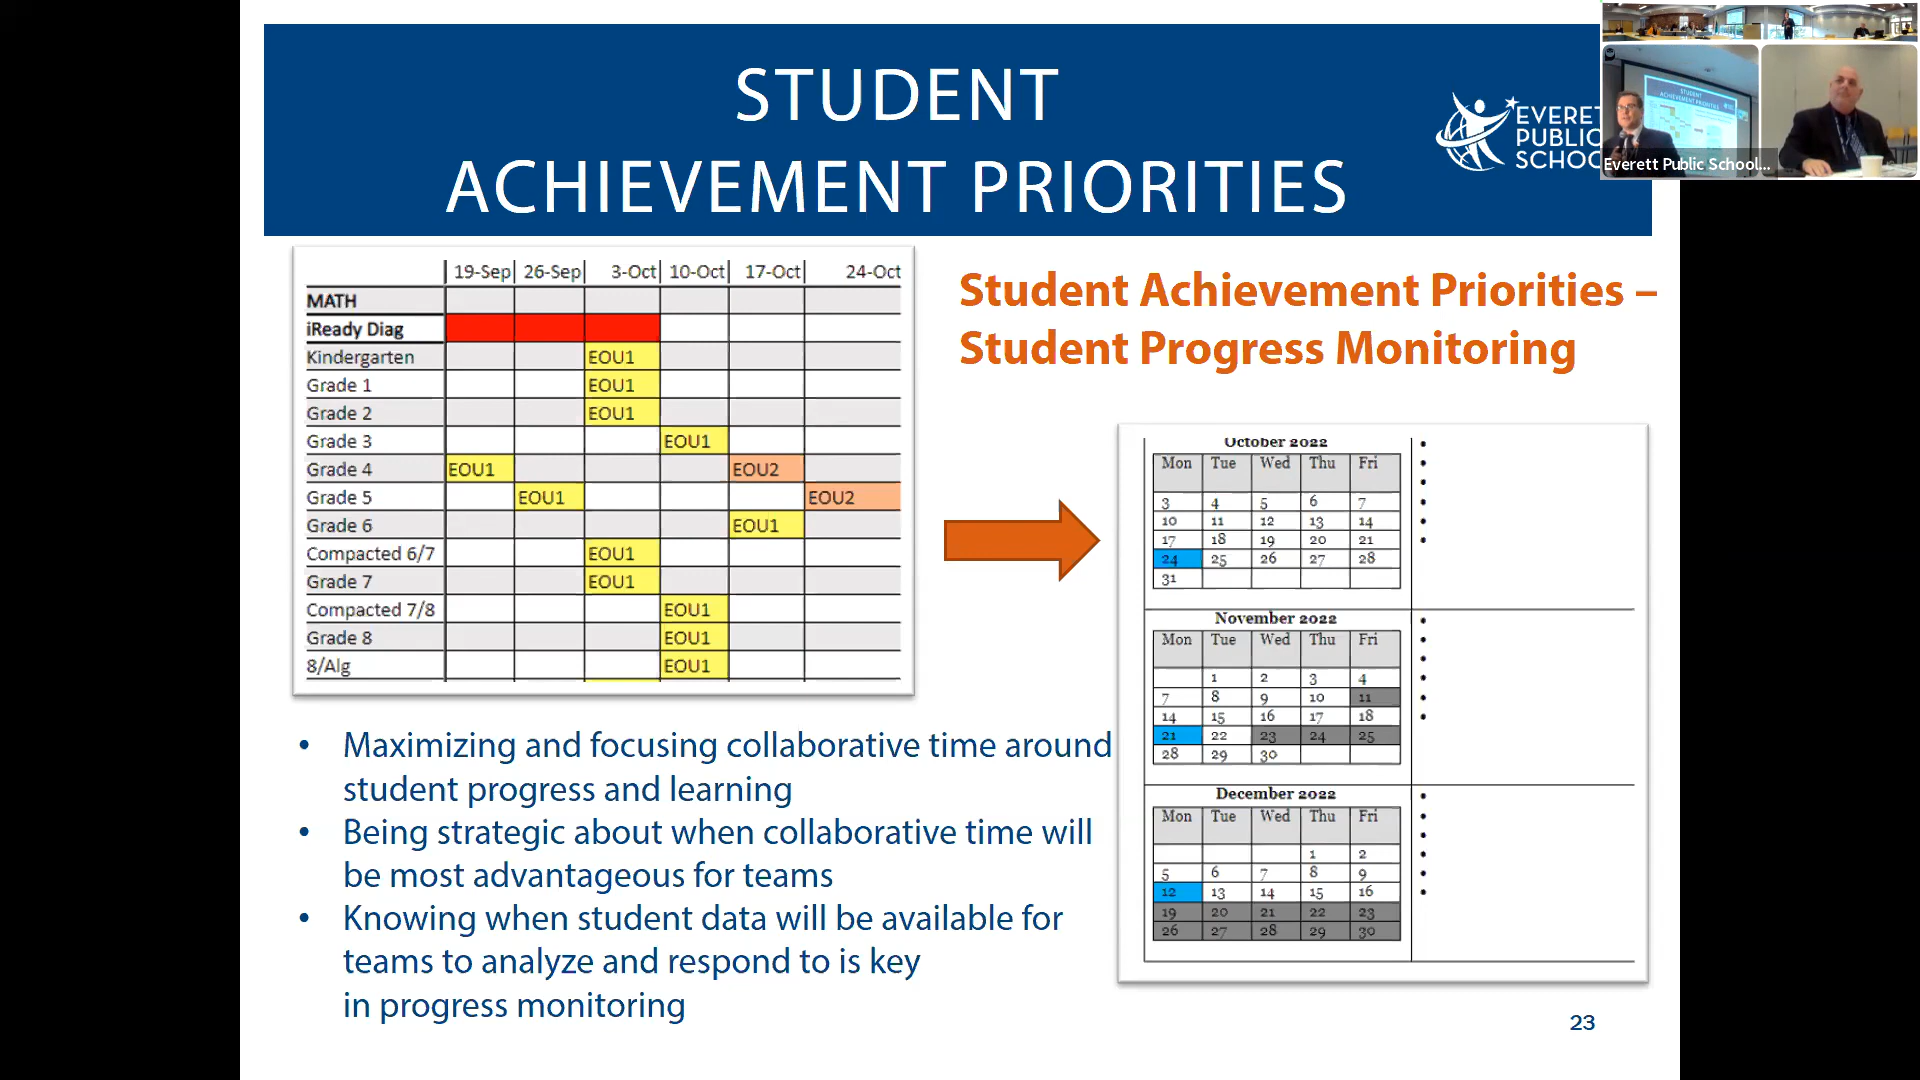 STUDENT
ACHIEVEMENT PRIORITIES
EVERE
PUBLIC
SCHOO
Everett Public School...
19-Sep 26-Sep 3-Oct 10-Oct 17-Oct 24-Oct
MATH
iReady Diag
Kindergarten EOU1
Grade 1 EOU1
Grade 2 EOU1
Grade 3 EOU1
Grade 4 EOU1 EOU2
Grade 5 EOU1 EOU2
Grade 6 EOU1
Compacted 6/7 EOU1
Grade 7 EOU1
Compacted 7/8 EOU1
Grade 8 EOU1
8/Alg EOU1
Student Achievement Priorities –
Student Progress Monitoring
October 2022
Mon Tue Wed Thu Fri
3 4 5 6 7
10 11 12 13 14
17 18 19 20 21
24 25 26 27 28
31
November 2022
Mon Tue Wed Thu Fri
1 2 3 4
7 8 9 10 11
14 15 16 17 18
21 22 23 24 25
28 29 30
December 2022
Mon Tue Wed Thu Fri
1 2
5 6 7 8 9
12 13 14 15 16
19 20 21 22 23
26 27 28 29 30
• Maximizing and focusing collaborative time around
student progress and learning
• Being strategic about when collaborative time will
be most advantageous for teams
• Knowing when student data will be available for
teams to analyze and respond to is key
in progress monitoring
23